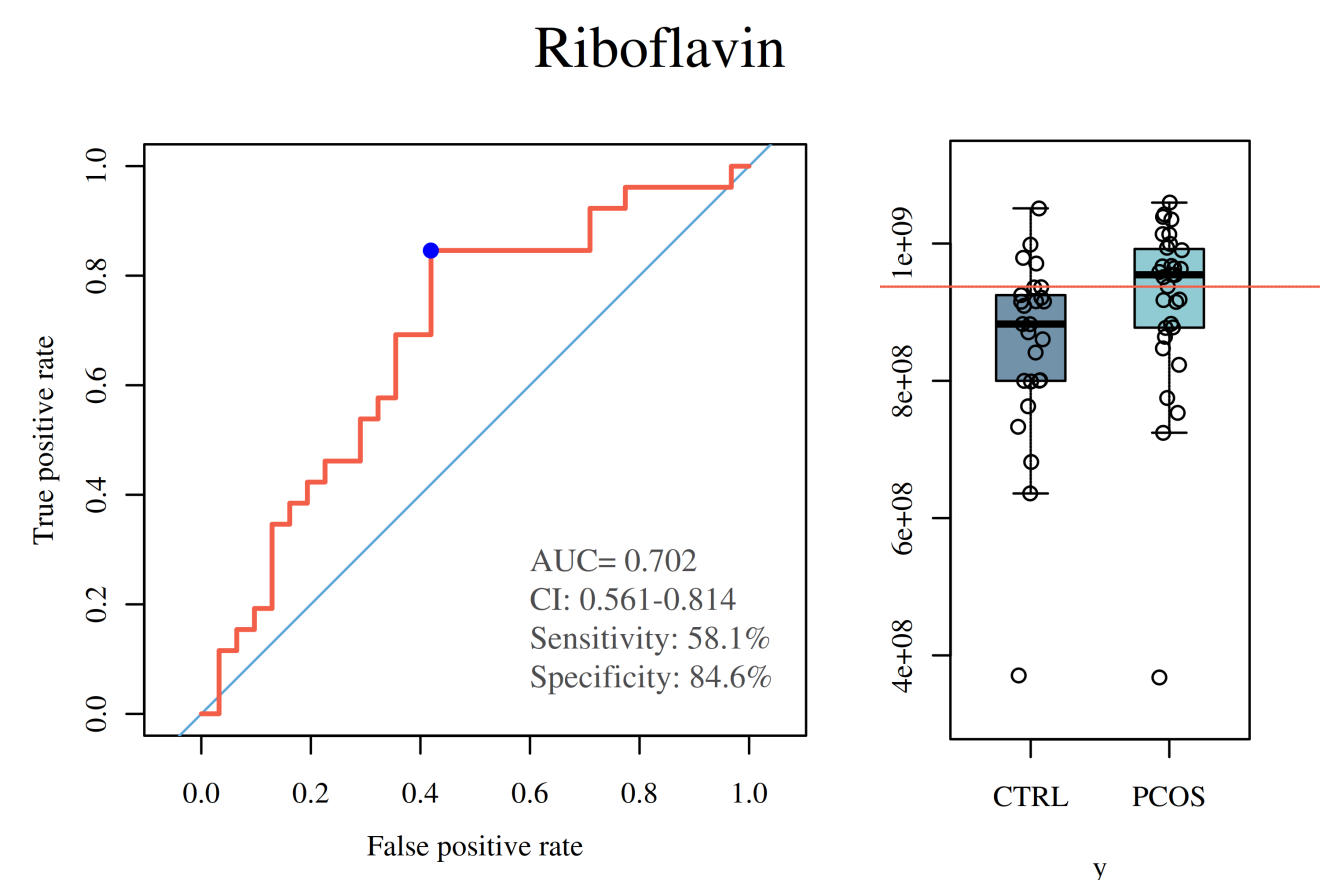 Riboflavin
True positive rate
1.0
0.8
0.6
0.4
0.2
0.0
AUC= 0.702
CI: 0.561-0.814
Sensitivity: 58.1%
Specificity: 84.6%
0.0 0.2 0.4 0.6 0.8 1.0
False positive rate
1e+09
8e+08
6e+08
4e+08
CTRL PCOS
y